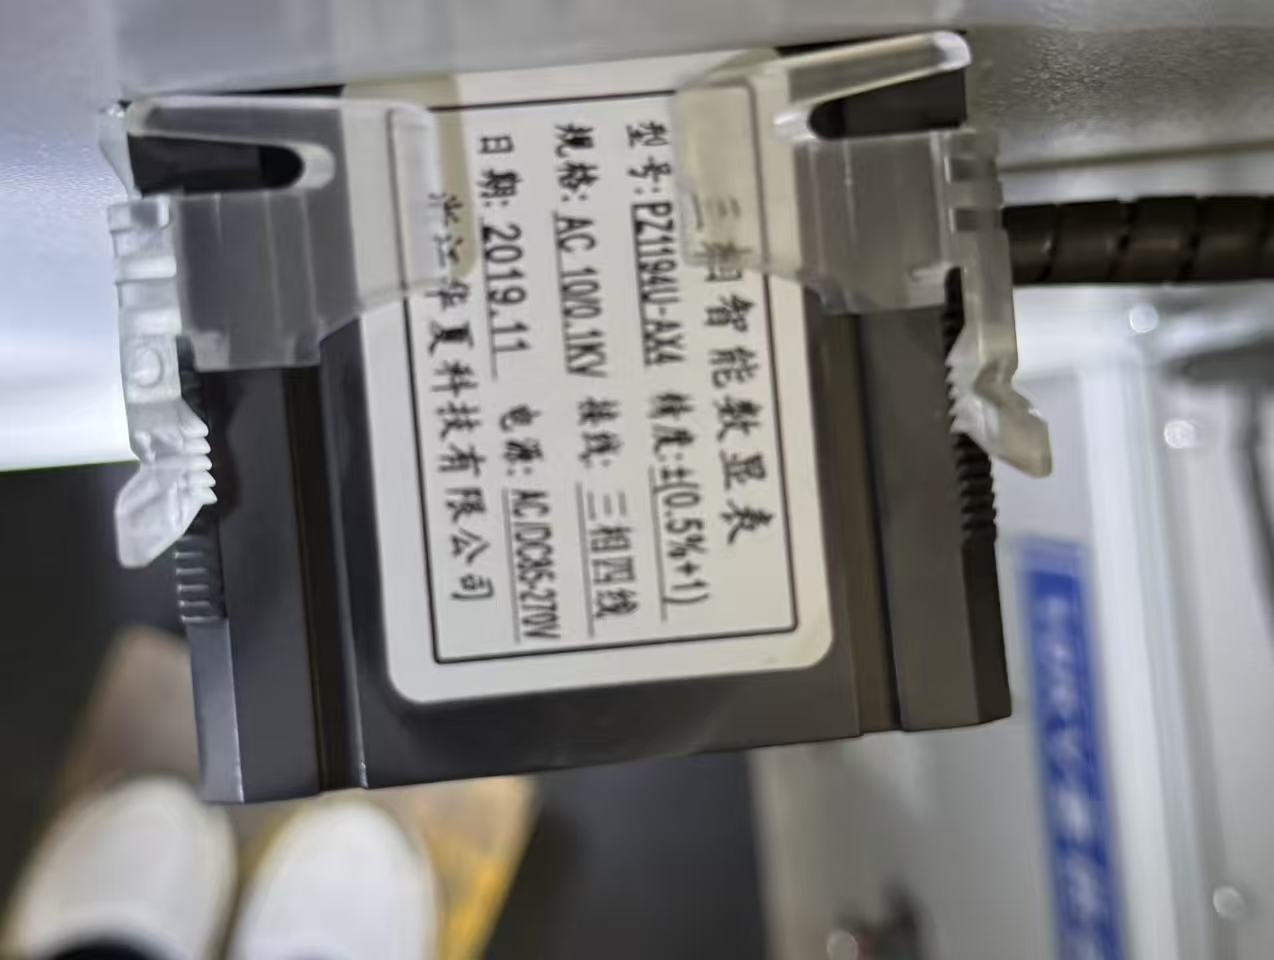 三相智能数显表
型号: PZ1194U-AX4 精度: ±(0.5%+1)
规格: AC 10/0.1KV 接线: 三相四线
日期: 2019.11 电源: AC/DC85-270V
浙江华夏科技有限公司